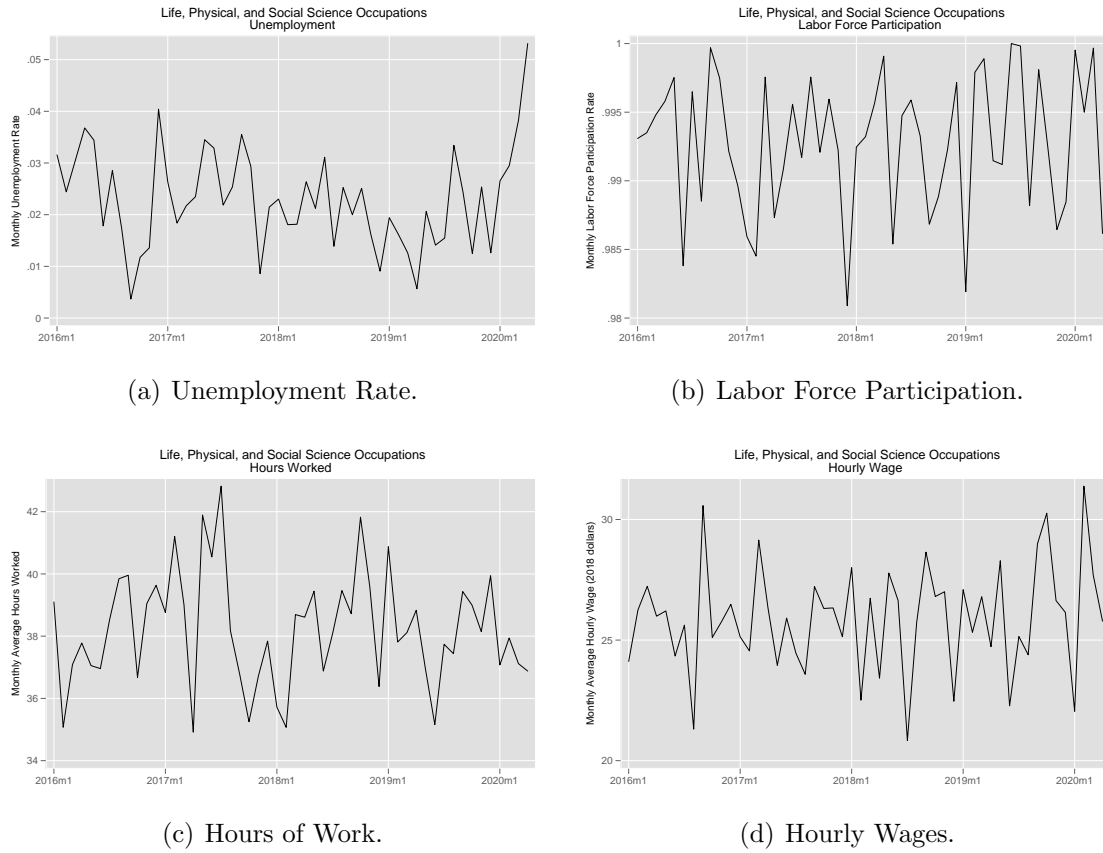 Life, Physical, and Social Science Occupations
Unemployment
Monthly Unemployment Rate
.05
.04
.03
.02
.01
0
2016m1 2017m1 2018m1 2019m1 2020m1
(a) Unemployment Rate.
Life, Physical, and Social Science Occupations
Labor Force Participation
Monthly Labor Force Participation Rate
1
.995
.99
.985
.98
2016m1 2017m1 2018m1 2019m1 2020m1
(b) Labor Force Participation.
Life, Physical, and Social Science Occupations
Hours Worked
Monthly Average Hours Worked
42
40
38
36
34
2016m1 2017m1 2018m1 2019m1 2020m1
(c) Hours of Work.
Life, Physical, and Social Science Occupations
Hourly Wage
Monthly Average Hourly Wage (2018 dollars)
30
25
20
2016m1 2017m1 2018m1 2019m1 2020m1
(d) Hourly Wages.